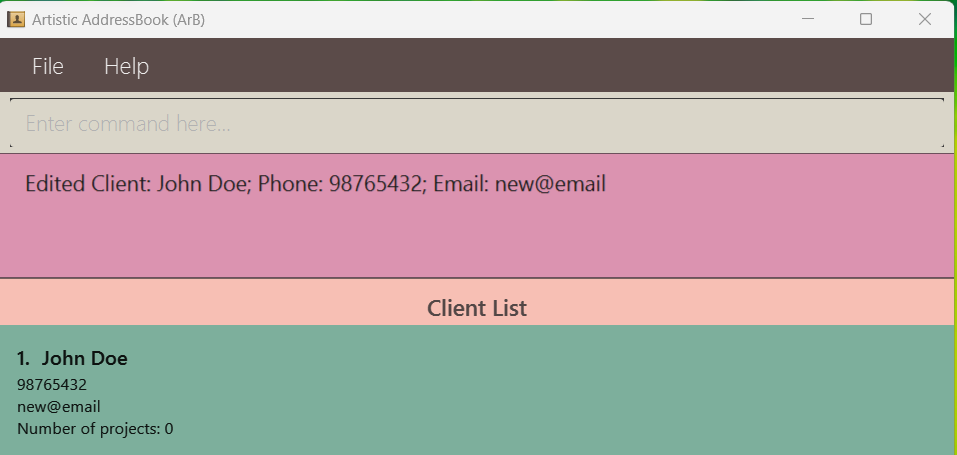 Artistic AddressBook (ArB)
File Help
Enter command here...
Edited Client: John Doe; Phone: 98765432; Email: new@email
Client List
1. John Doe
98765432
new@email
Number of projects: 0